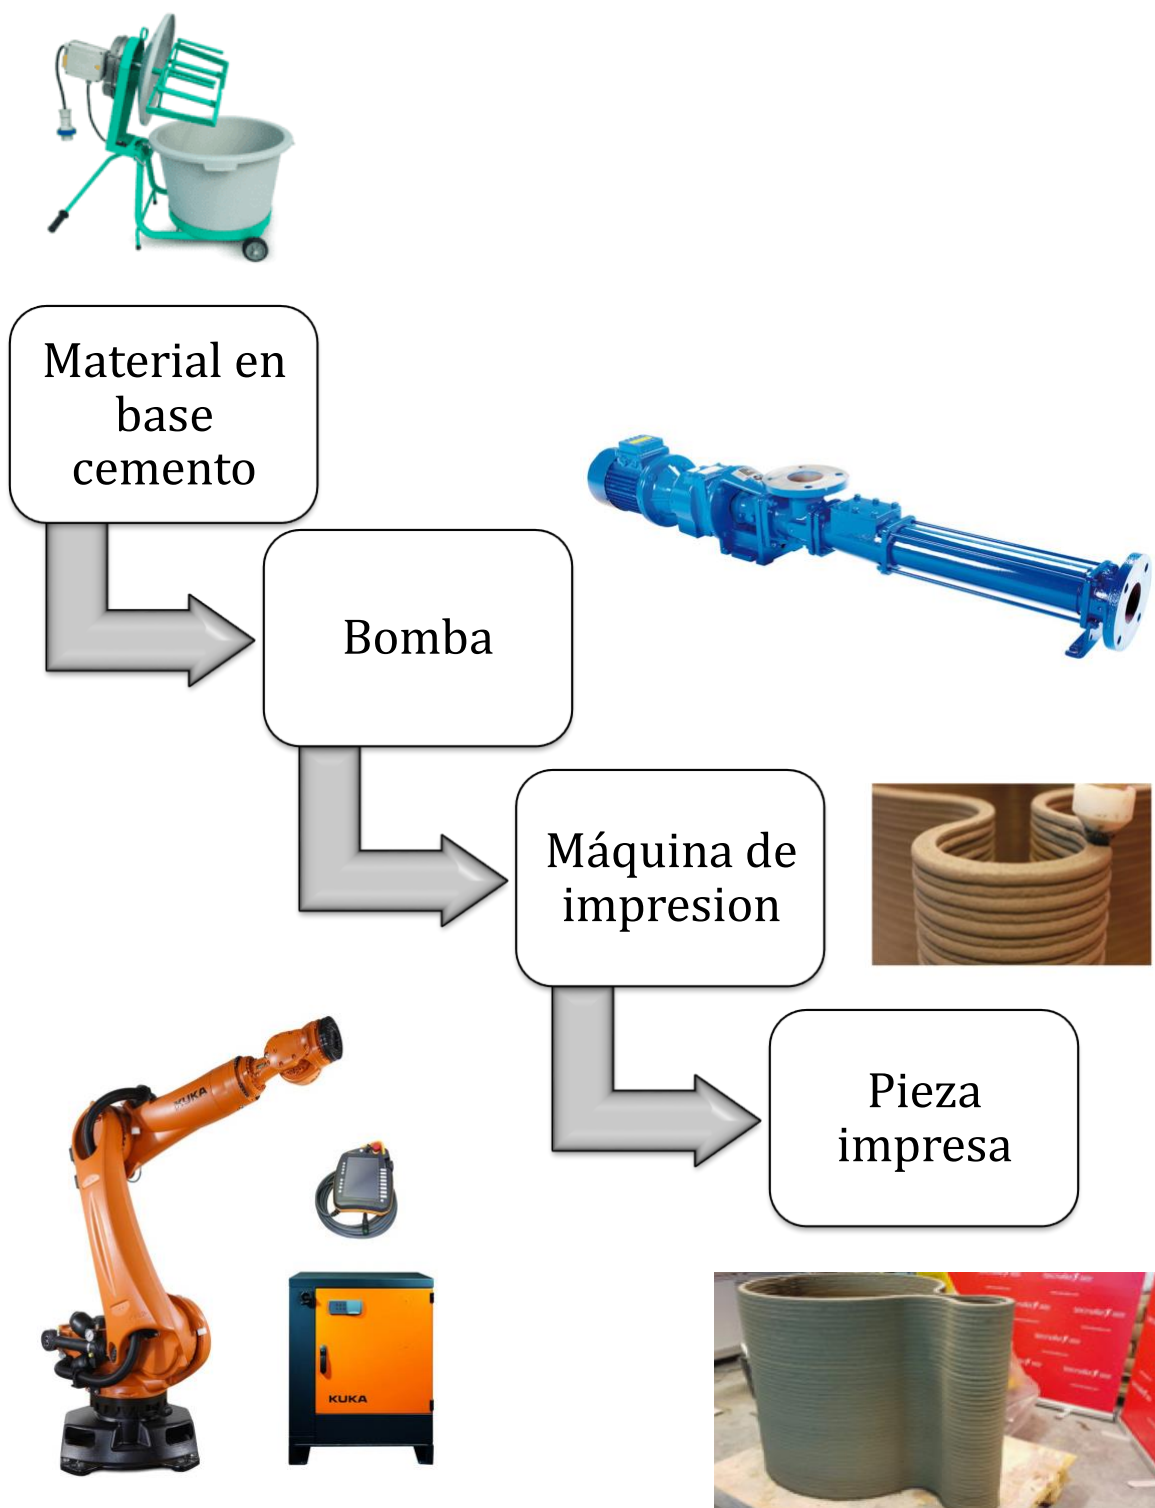 Material en
base
cemento
Bomba
Máquina de
impresion
Pieza
impresa
KUKA
KUKA